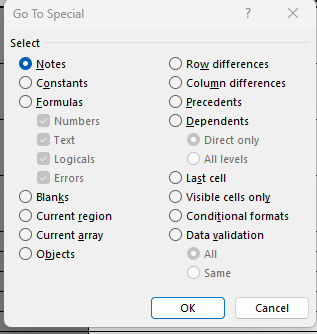 Go To Special
?
Select
Notes
Constants
Formulas
Numbers
Text
Logicals
Errors
Blanks
Current region
Current array
Objects
Row differences
Column differences
Precedents
Dependents
Direct only
All levels
Last cell
Visible cells only
Conditional formats
Data validation
All
Same
OK
Cancel